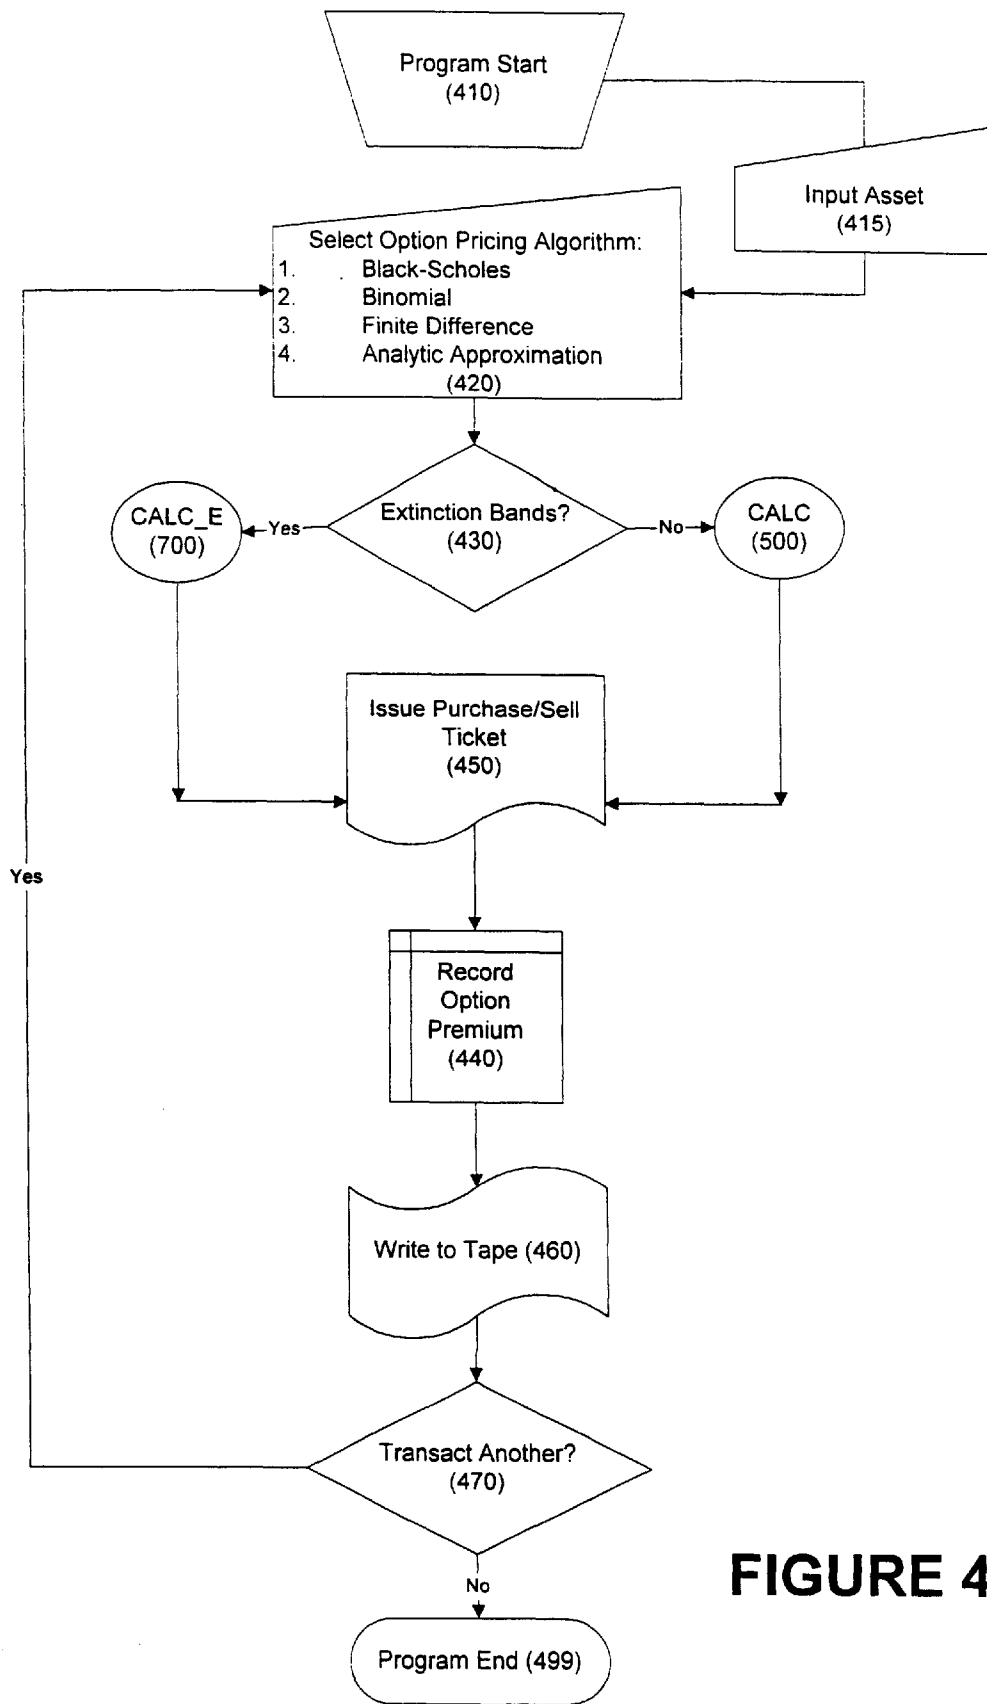 Program Start
(410)
Input Asset
(415)
Select Option Pricing Algorithm:
1. Black-Scholes
2. Binomial
3. Finite Difference
4. Analytic Approximation
(420)
Extinction Bands?
(430)
CALC_E
(700)
Yes
No
CALC
(500)
Issue Purchase/Sell
Ticket
(450)
Yes
Record
Option
Premium
(440)
Write to Tape (460)
Transact Another?
(470)
No
Program End (499)
FIGURE 4